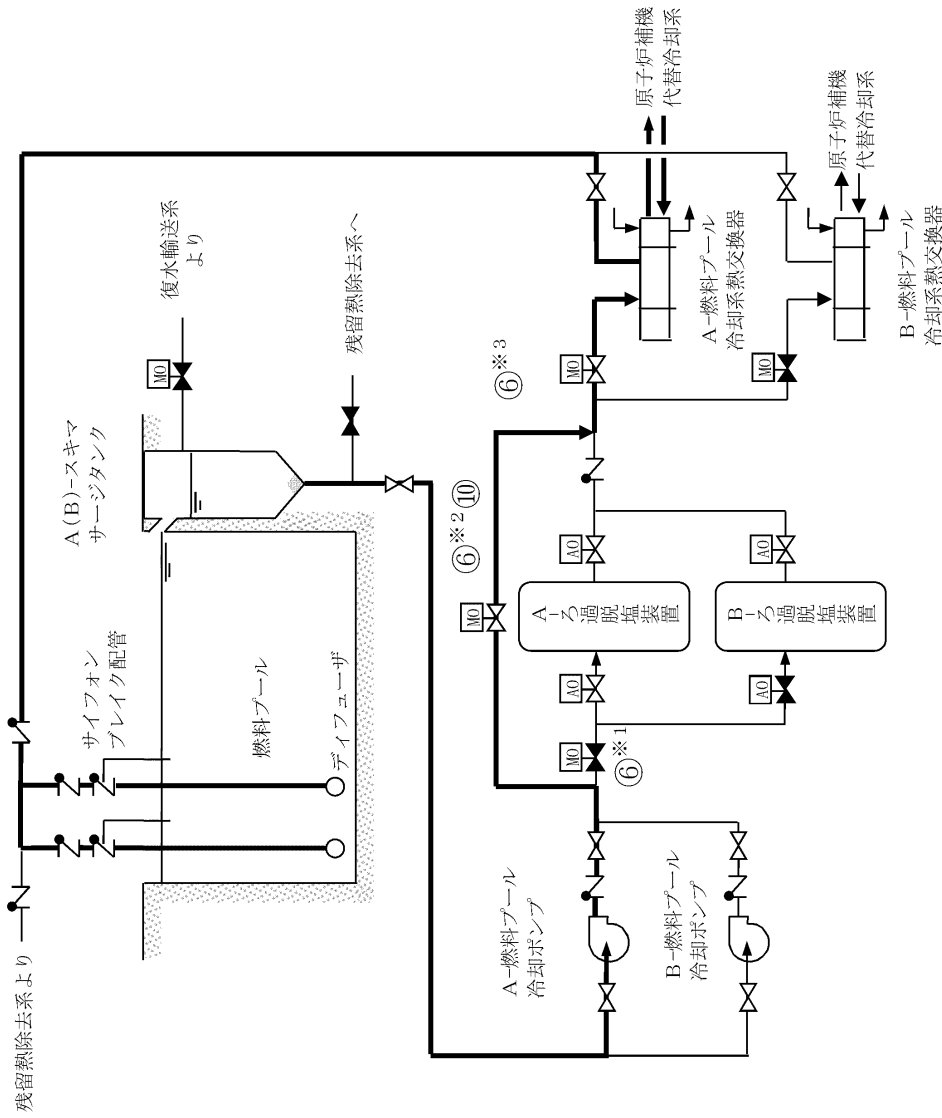 残留熱除去系より
サイフォン
ブレイク配管
燃料プール
ディフューザ
A(B)-スキマ
サージタンク
MO
復水輸送系
より
残留熱除去系へ
A-燃料プール
冷却ポンプ
B-燃料プール
冷却ポンプ
MO
⑥※1
MO
⑥※2⑩
AO
A-ろ過脱塩装置
AO
AO
B-ろ過脱塩装置
AO
MO
⑥※3
MO
A-燃料プール
冷却系熱交換器
原子炉補機
代替冷却系
B-燃料プール
冷却系熱交換器
原子炉補機
代替冷却系